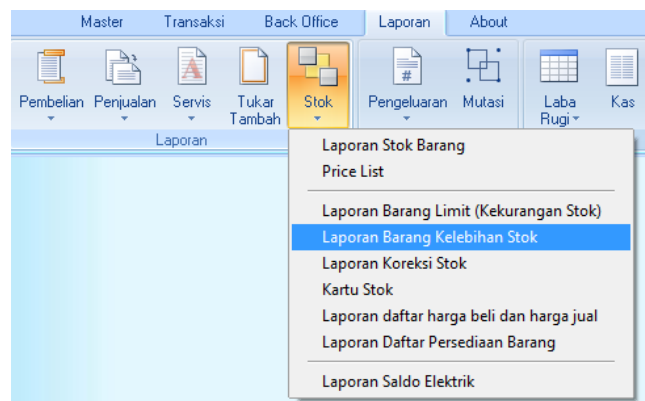 Master Transaksi Back Office Laporan About
Pembelian Penjualan Servis Tukar Tambah Stok Pengeluaran Mutasi Laba Rugi Kas
Laporan
Laporan Stok Barang
Price List
Laporan Barang Limit (Kekurangan Stok)
Laporan Barang Kelebihan Stok
Laporan Koreksi Stok
Kartu Stok
Laporan daftar harga beli dan harga jual
Laporan Daftar Persediaan Barang
Laporan Saldo Elektrik